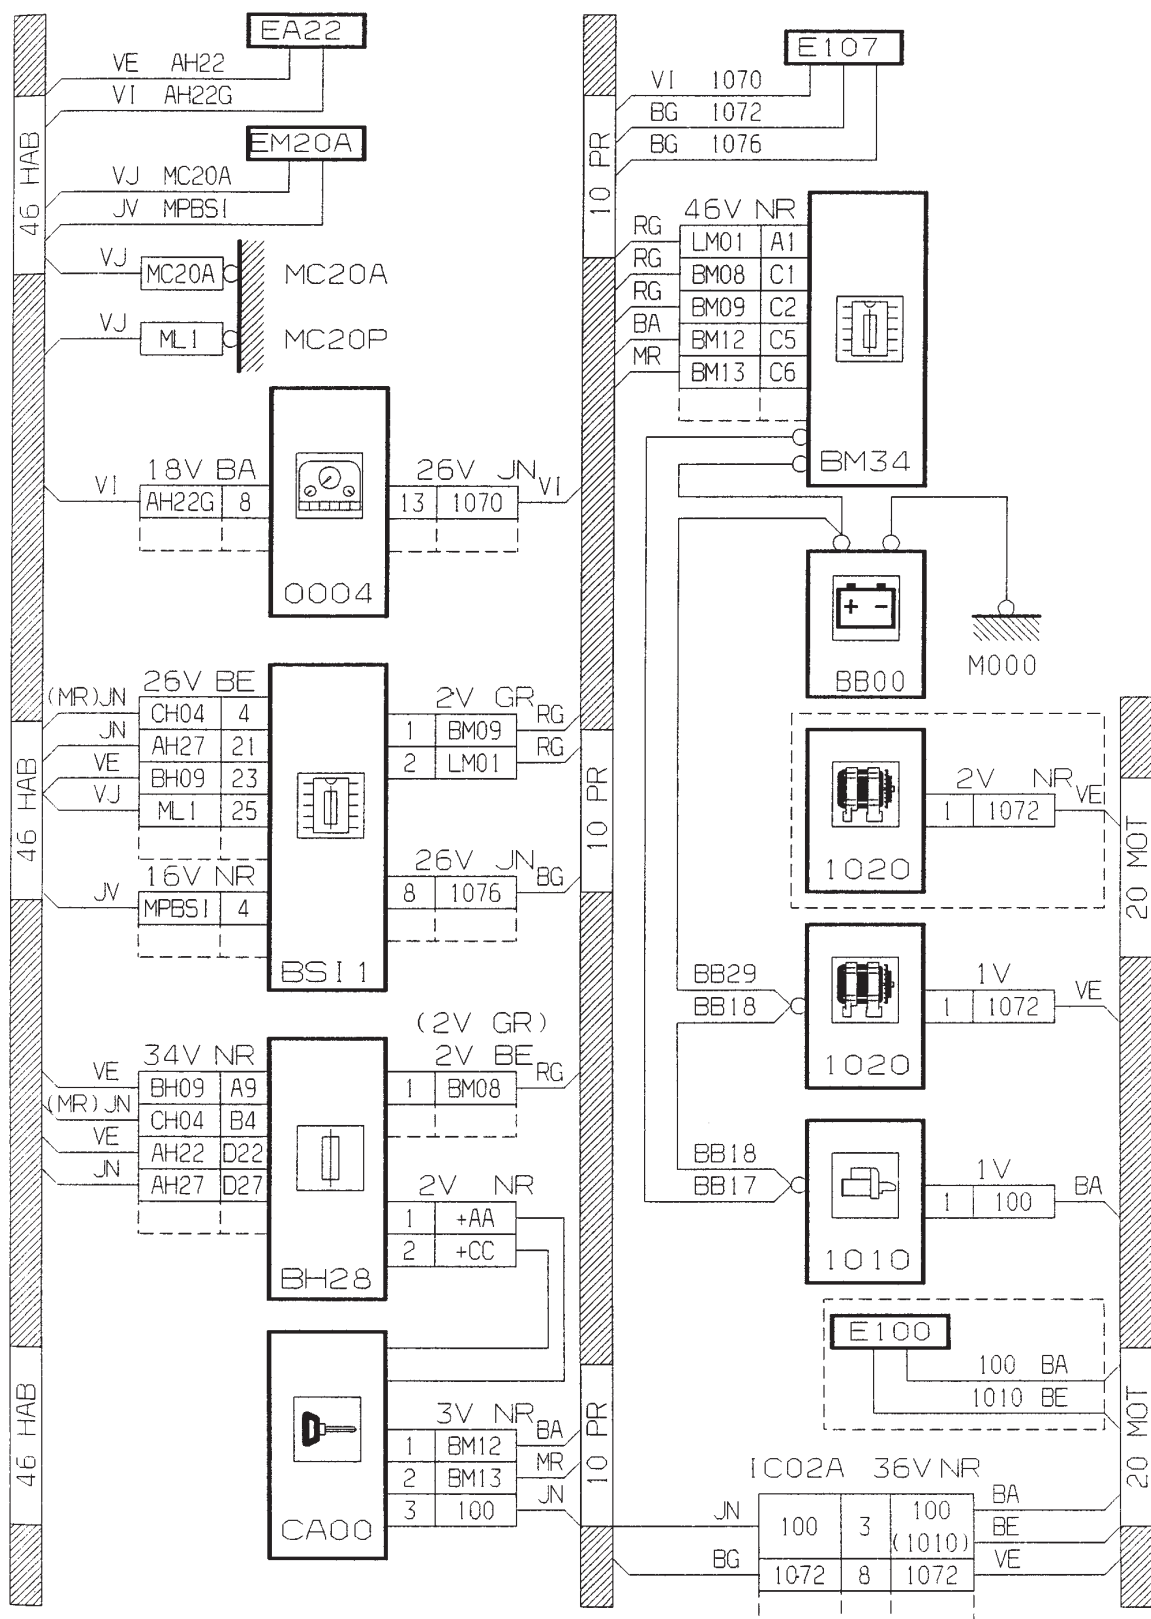 EA22
VE AH22
VI AH22G
EM20A
VJ MC20A
JV MPBSI
46 HAB
VJ MC20A MC20A
VJ ML1 MC20P
18V BA 26V JN
VI AH22G 8 13 1070 VI
0004
26V BE 2V GR
(MR)JN CH04 4
JN AH27 21
VE BH09 23
VJ ML1 25
1 BM09 RG
2 LM01 RG
46 HAB
16V NR 26V JN
JV MPBSI 4 8 1076 BG
BSI1
(2V GR)
34V NR 2V BE
VE BH09 A9 1 BM08 RG
(MR)JN CH04 B4
VE AH22 D22
JN AH27 D27
2V NR
1 +AA
2 +CC
BH28
46 HAB
3V NR
1 BM12 BA
2 BM13 MR
3 100 JN
CA00
E107
VI 1070
BG 1072
BG 1076
10 PR
46V NR
RG LM01 A1
RG BM08 C1
RG BM09 C2
BA BM12 C5
MR BM13 C6
BM34
+ -
BB00
M000
10 PR
2V NR
1 1072 VE
1020
20 MOT
BB29
BB18
1V
1 1072 VE
1020
BB18
BB17
1V
1 100 BA
1010
E100
100 BA
1010 BE
10 PR
20 MOT
IC02A 36V NR
JN 100 3 100 BA
(1010) BE
BG 1072 8 1072 VE